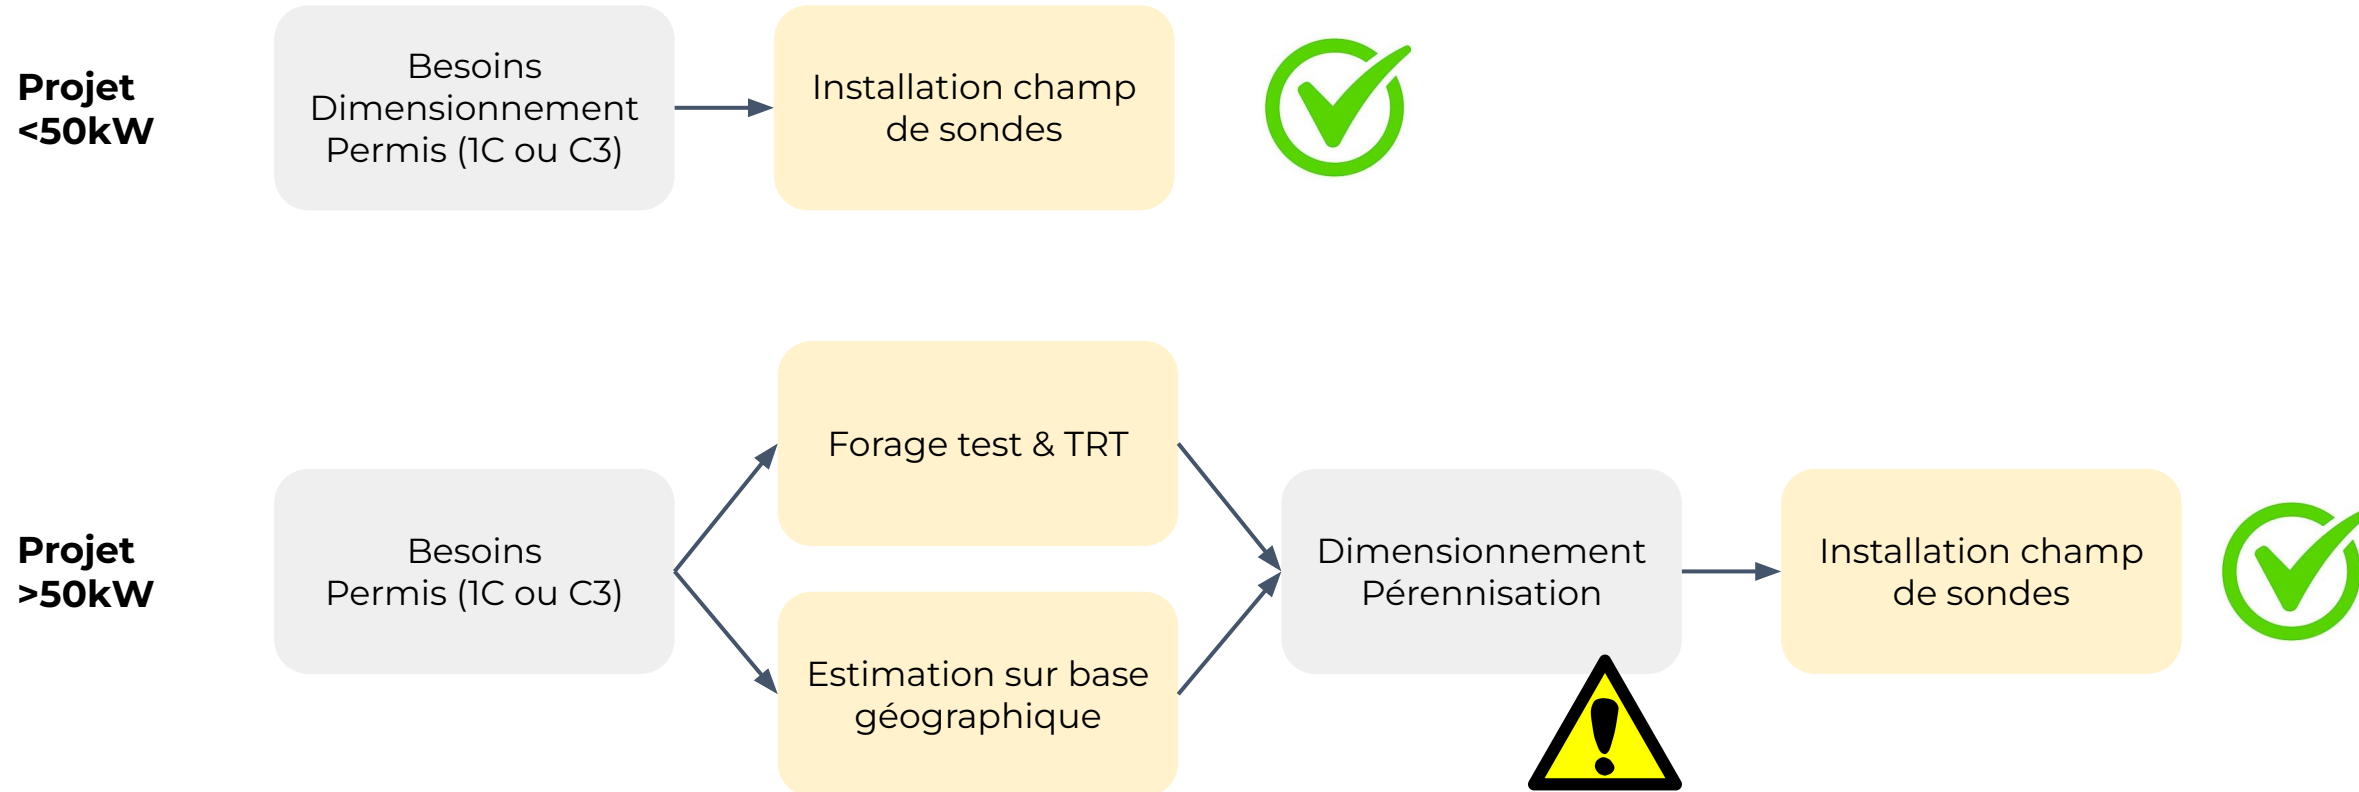 Projet
<50kW
Besoins
Dimensionnement
Permis (1C ou C3)
Installation champ
de sondes
Projet
>50kW
Besoins
Permis (1C ou C3)
Forage test & TRT
Estimation sur base
géographique
Dimensionnement
Pérennisation
Installation champ
de sondes